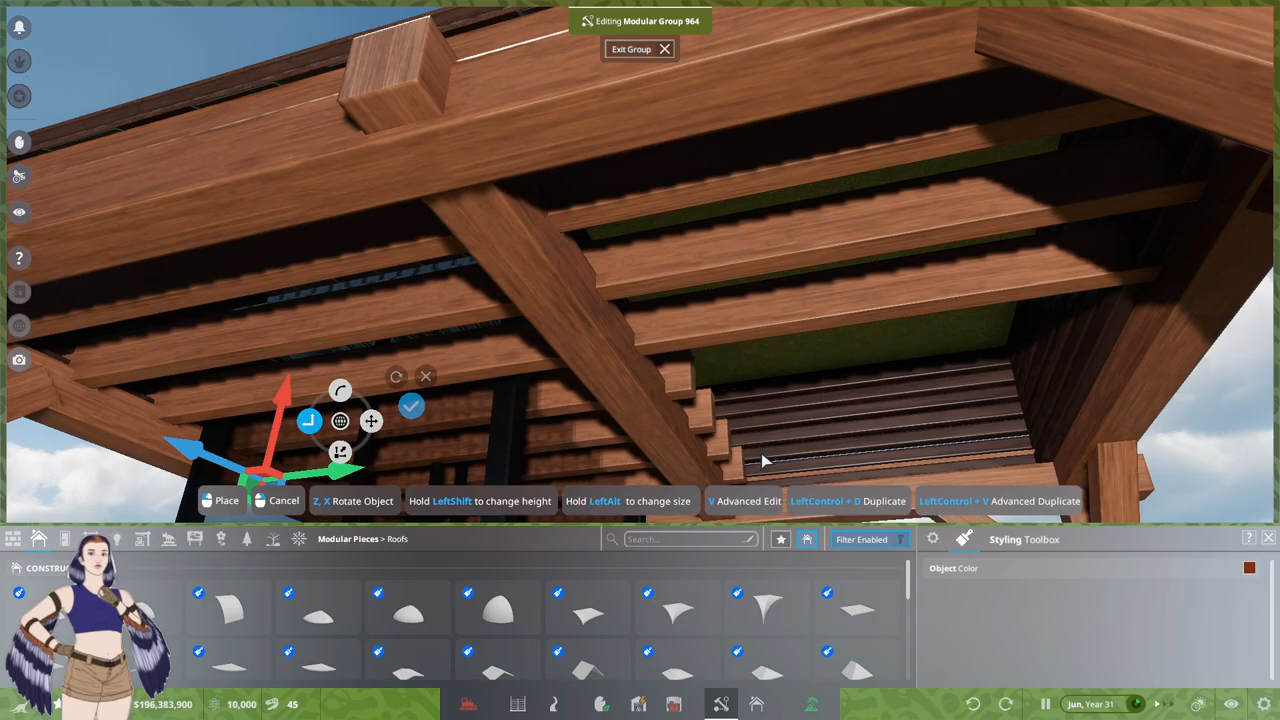 Editing Modular Group 964
Exit Group
Place
Cancel
Z, X Rotate Object
Hold LeftShift to change height
Hold LeftAlt to change size
V Advanced Edit
LeftControl + D Duplicate
LeftControl + V Advanced Duplicate
Modular Pieces > Roofs
Search...
Filter Enabled
Styling Toolbox
?
CONSTRUC
Object Color
$196,383,900
10,000
45
Jun, Year 31